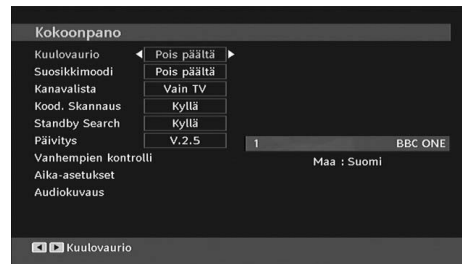 Kokoonpano
Kuulovaurio Pois päältä
Suosikkimoodi Pois päältä
Kanavalista Vain TV
Kood. Skannaus Kyllä
Standby Search Kyllä
Päivitys V.2.5
Vanhempien kontrolli
Aika-asetukset
Audiokuvaus
1 BBC ONE
Maa : Suomi
Kuulovaurio